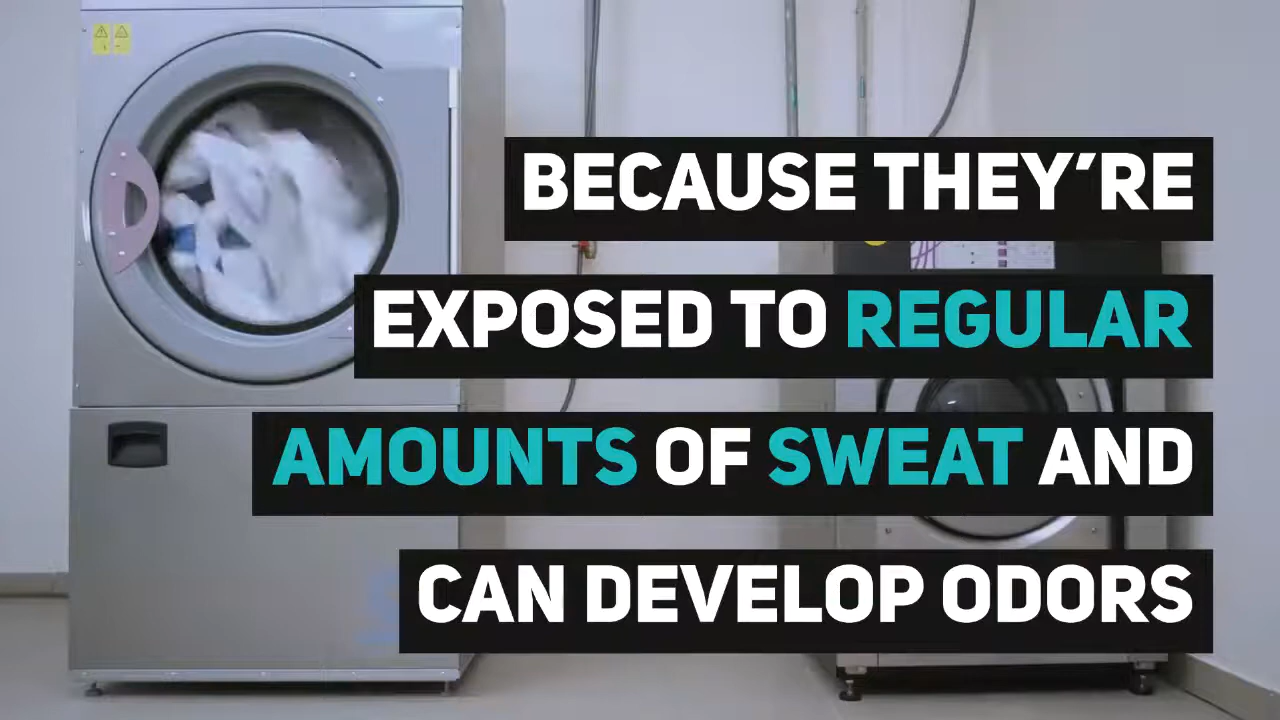 BECAUSE THEY'RE
EXPOSED TO REGULAR
AMOUNTS OF SWEAT AND
CAN DEVELOP ODORS